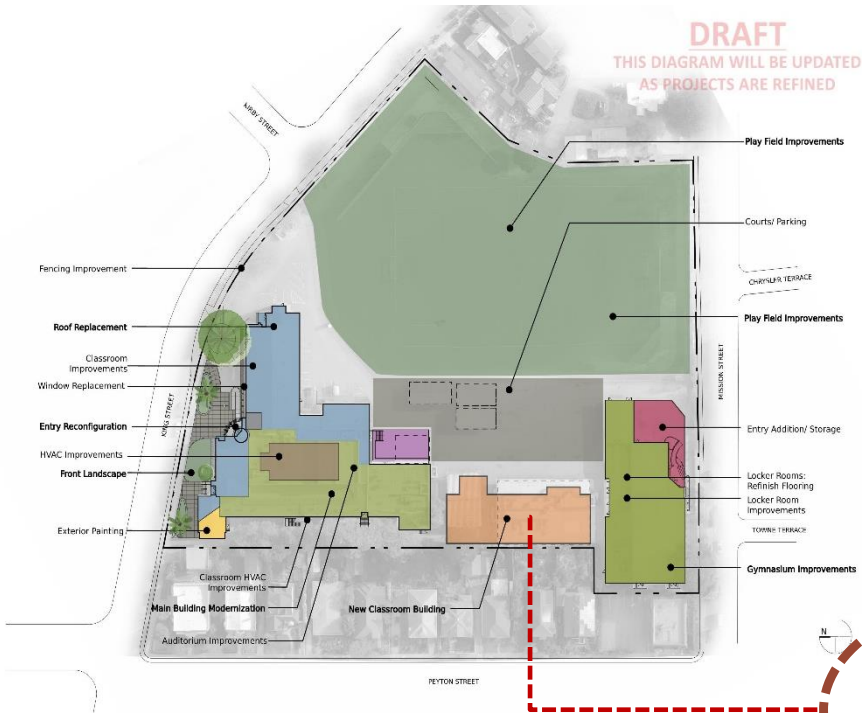 DRAFT
THIS DIAGRAM WILL BE UPDATED
AS PROJECTS ARE REFINED
KIRBY STREET
Play Field Improvements
Courts/ Parking
Fencing Improvement
CHRYSLER TERRACE
Roof Replacement
Play Field Improvements
Classroom
Improvements
Window Replacement
MISSION STREET
KING STREET
Entry Reconfiguration
Entry Addition/ Storage
HVAC Improvements
Front Landscape
Locker Rooms:
Refinish Flooring
Locker Room
Improvements
Exterior Painting
TOWNE TERRACE
Gymnasium Improvements
Classroom HVAC
Improvements
Main Building Modernization
New Classroom Building
Auditorium Improvements
N
PEYTON STREET